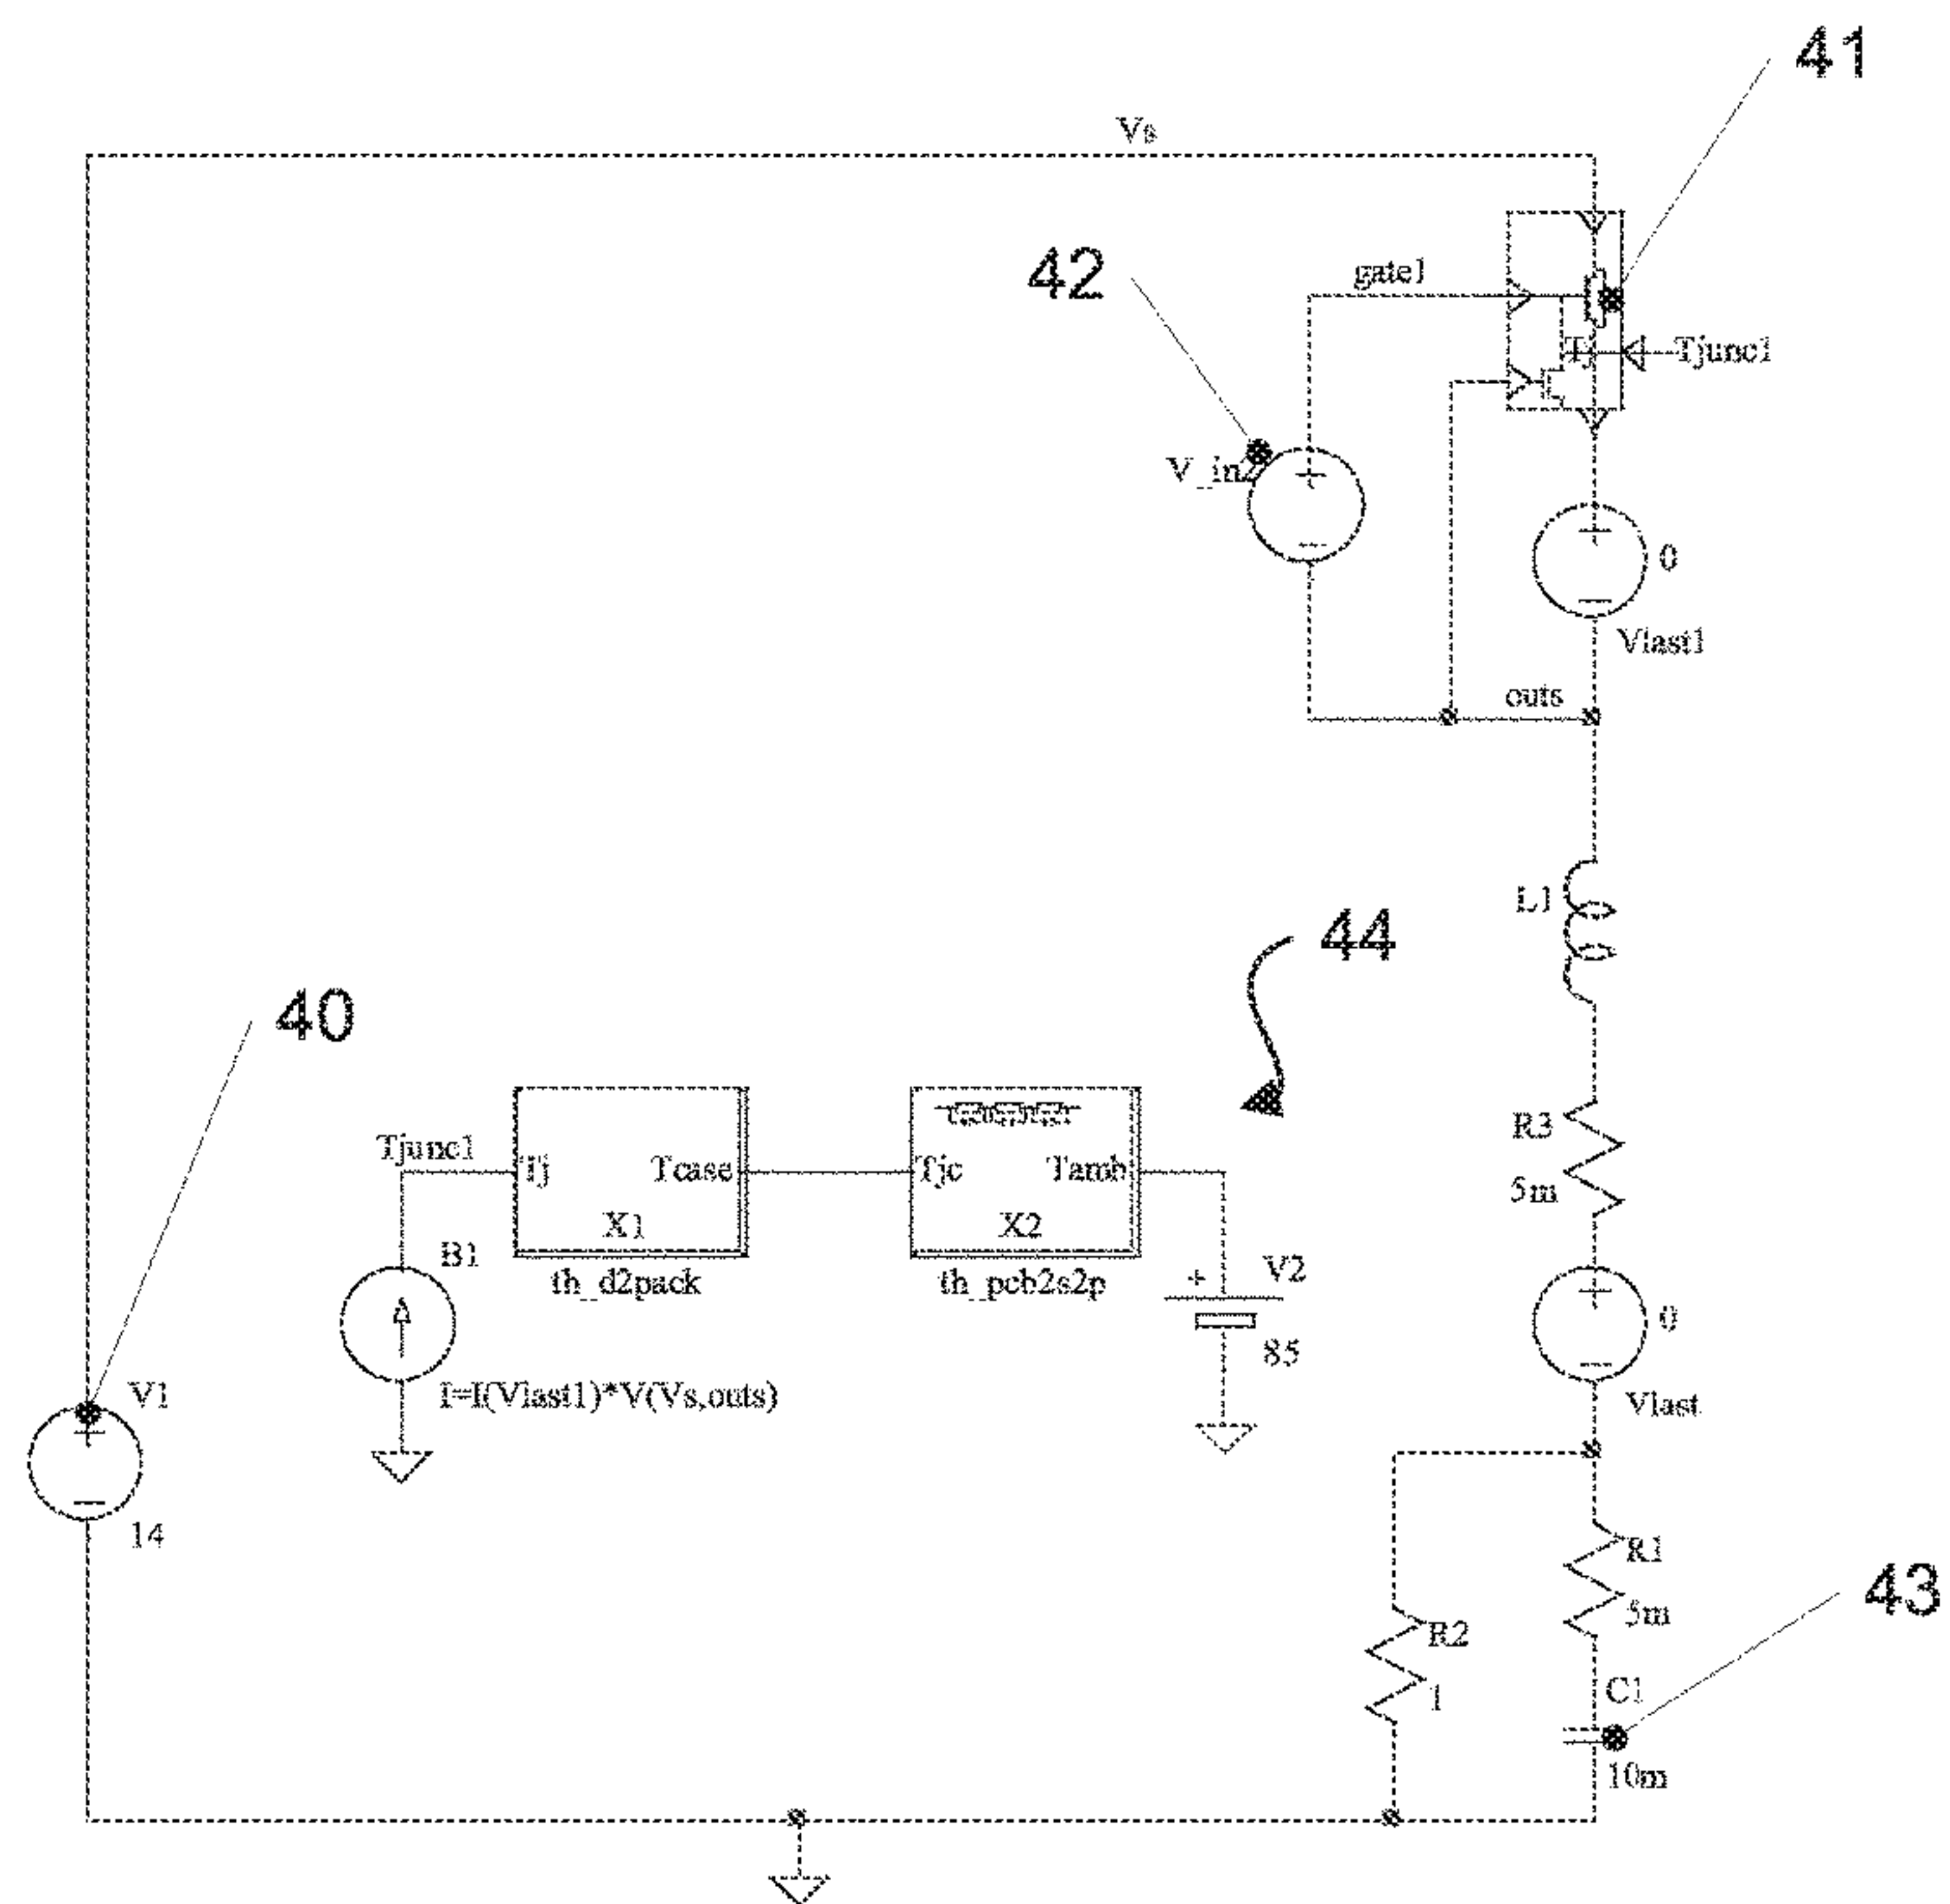 41
Vs
42
gate1
Tj
Tjunc1
V_in2
0
Vlast1
outs
L1
44
40
R3
5m
Tjunc1
Tj
Tcase
Tjc
Tamb
X1
X2
B1
th_d2pack
th_pcb2s2p
V2
+
85
0
Vlast
I=I(Vlast1)*V(Vs,outs)
V1
14
R1
5m
43
R2
1
C1
10m